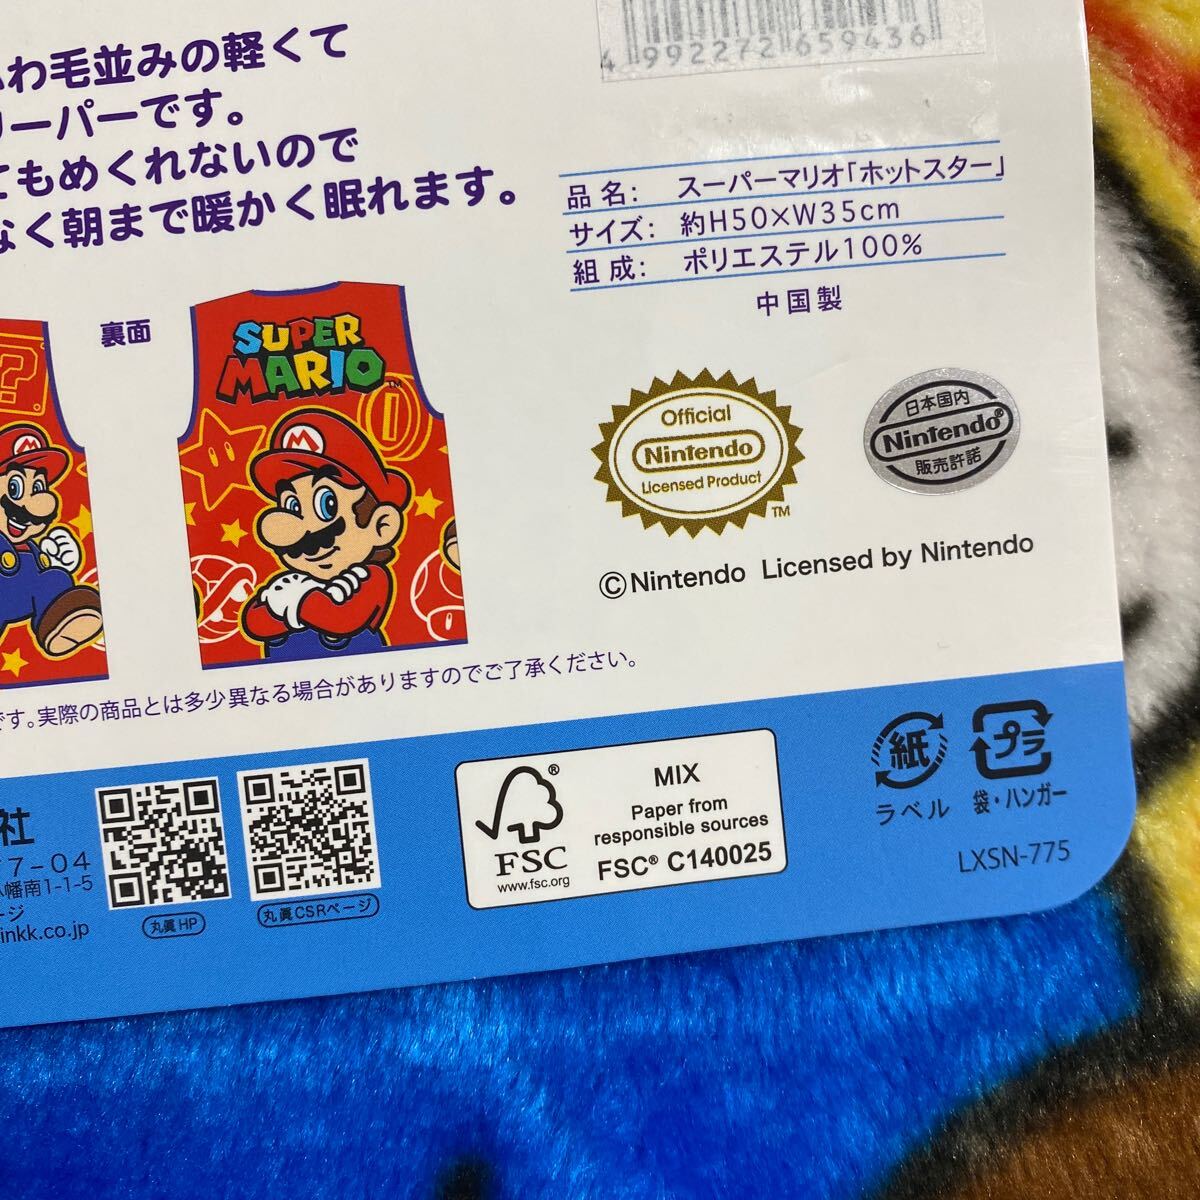 わ毛並みの軽くて
リーパーです。
てもめくれないので
なく朝まで暖かく眠れます。
4 992272 659436
品名: スーパーマリオ「ホットスター」
サイズ: 約H50×W35cm
組成: ポリエステル100%
中国製
裏面
SUPER
MARIO
TM
Official
Nintendo
Licensed Product
TM
日本国内
Nintendo®
販売許諾
©Nintendo Licensed by Nintendo
です。実際の商品とは多少異なる場合がありますのでご了承ください。
社
7-04
八幡南1-1-5
ージ
inkk.co.jp
丸眞HP
丸眞CSRページ
FSC
www.fsc.org
MIX
Paper from
responsible sources
FSC® C140025
紙
ラベル
プラ
袋・ハンガー
LXSN-775